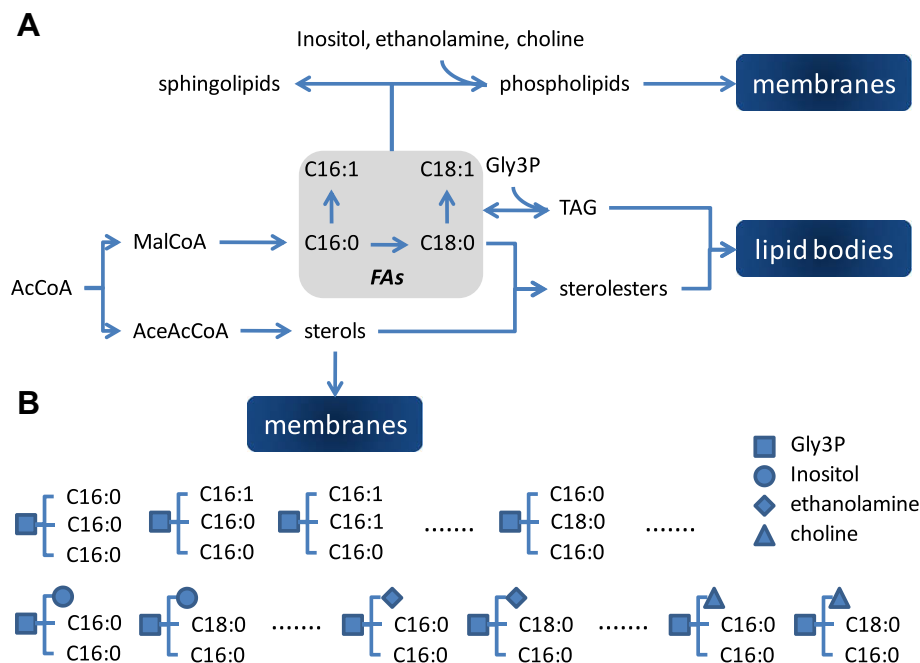 A
Inositol, ethanolamine, choline
sphingolipids
phospholipids
membranes
C16:1
C18:1
Gly3P
TAG
MalCoA
C16:0
C18:0
lipid bodies
FAs
AcCoA
sterolesters
AceAcCoA
sterols
membranes
B
Gly3P
Inositol
ethanolamine
choline
C16:0
C16:1
C16:1
C16:0
C16:0
C16:0
C16:1
.......
C18:0
.......
C16:0
C16:0
C16:0
C16:0
C16:0
C18:0
.......
C16:0
C18:0
.......
C16:0
C18:0
C16:0
C16:0
C16:0
C16:0
C16:0
C16:0